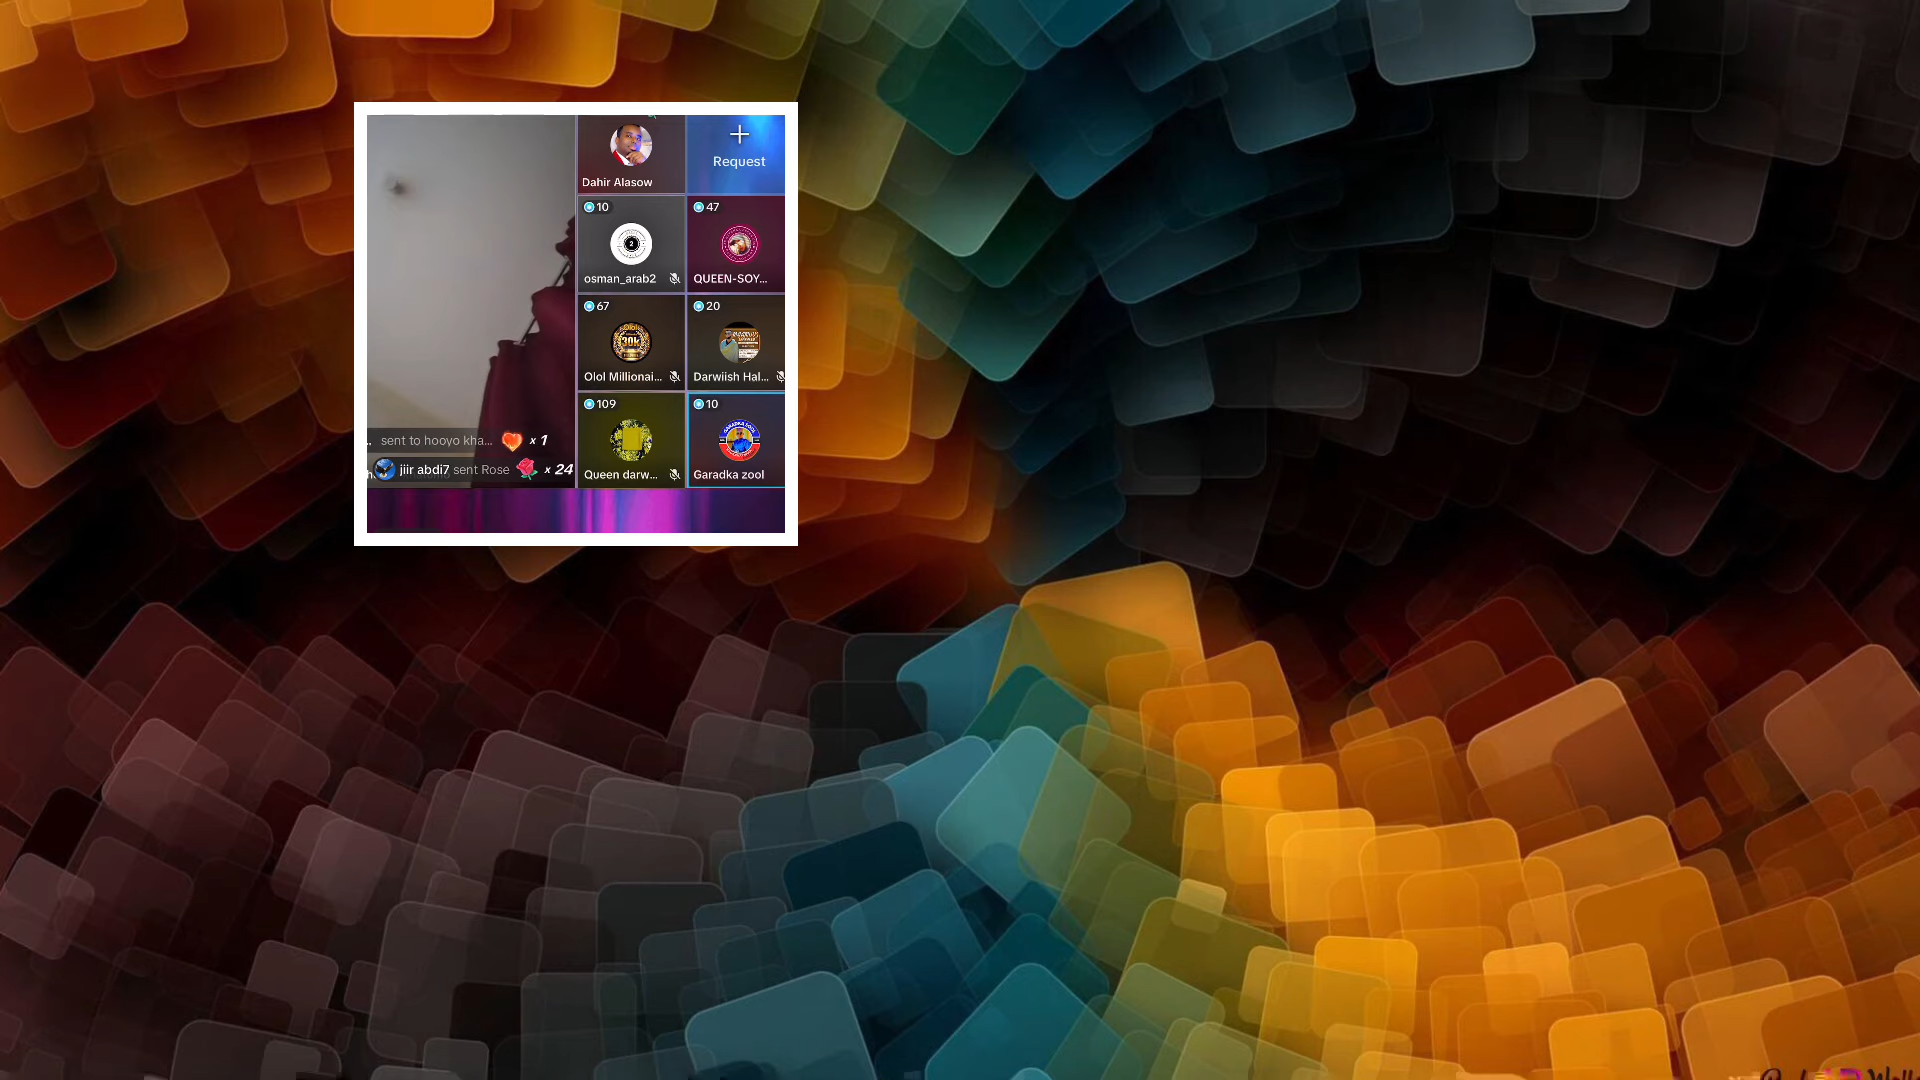 +
Request
Dahir Alasow
10
osman_arab2
47
QUEEN-SOY...
67
30k
Olol Millionai...
20
Darwiish Hal...
109
Queen darw...
10
Garadka zool
.. sent to hooyo kha... x 1
jiir abdi7 sent Rose x 24